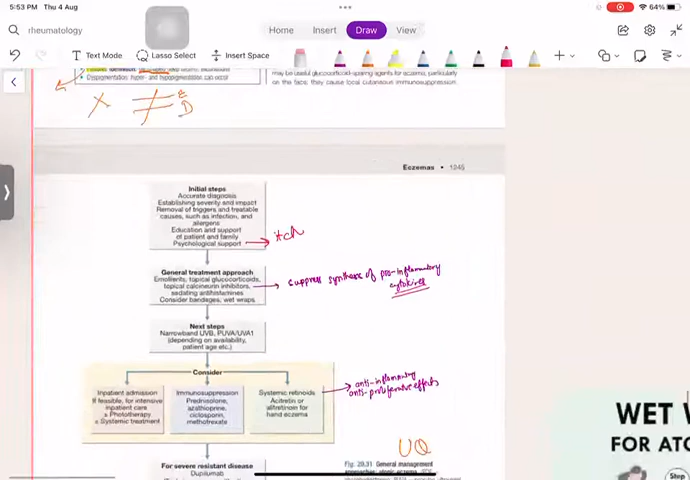 5:53 PM Thu 4 Aug
64%
rheumatology
Home Insert Draw View
Text Mode Lasso Select Insert Space
Dyspigmentation: hyper- and hypopigmentation can occur
may be useful glucocorticoid-sparing agents for eczema, particularly
on the face; they cause local cutaneous immunosuppression.
E
D
Eczemas • 1245
Initial steps
Accurate diagnosis
Establishing severity and impact
Removal of triggers and treatable
causes, such as infection, and
allergens
Education and support
of patient and family
Psychological support
itch
General treatment approach
Emollients, topical glucocorticoids,
topical calcineurin inhibitors,
sedating antihistamines
Consider bandages, wet wraps
suppress synthesis of pro-inflammatory
cytokines
Next steps
Narrowband UVB, PUVA/UVA1
(depending on availability,
patient age etc.)
Consider
Inpatient admission
If feasible, for intensive
inpatient care
± Phototherapy
± Systemic treatment
Immunosuppression
Prednisolone,
azathioprine,
ciclosporin,
methotrexate
Systemic retinoids
Acitretin or
alitretinoin for
hand eczema
anti-inflammatory
anti-proliferative effects
UQ
For severe resistant disease
Dupilumab
Fig. 29.31 General management
WET
FOR ATO
Step